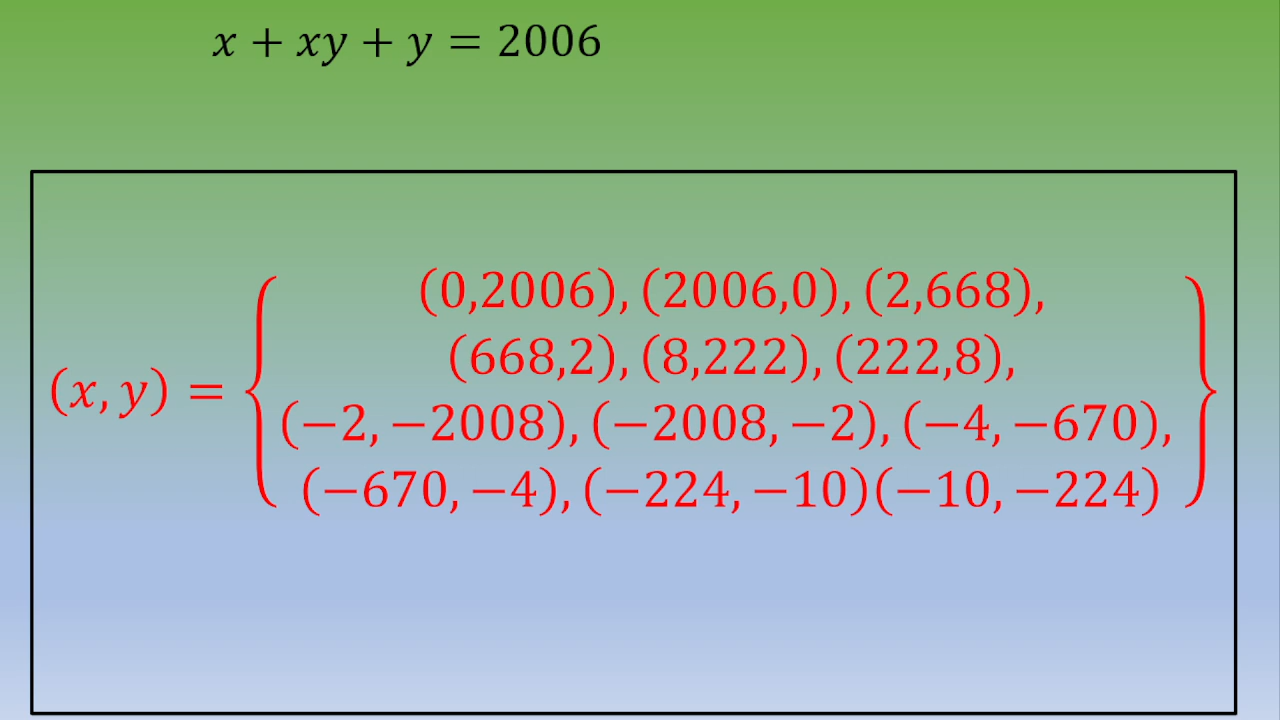 x + xy + y = 2006
(x, y) = { (0,2006), (2006,0), (2,668),
(668,2), (8,222), (222,8),
(−2, −2008), (−2008, −2), (−4, −670),
(−670, −4), (−224, −10)(−10, −224) }